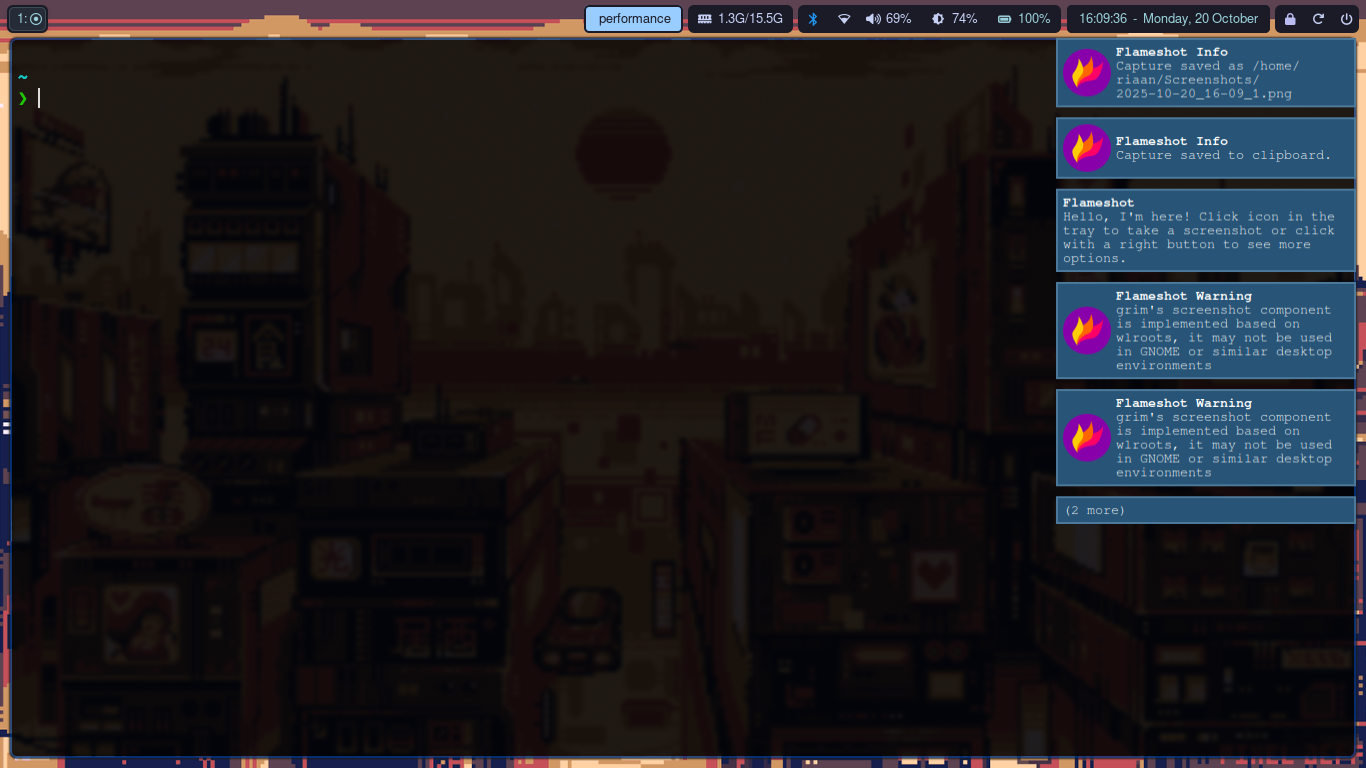 1:
performance
1.3G/15.5G
69%
74%
100%
16:09:36 - Monday, 20 October
~
❯
Flameshot Info
Capture saved as /home/
riaan/Screenshots/
2025-10-20_16-09_1.png
Flameshot Info
Capture saved to clipboard.
Flameshot
Hello, I'm here! Click icon in the
tray to take a screenshot or click
with a right button to see more
options.
Flameshot Warning
grim's screenshot component
is implemented based on
wlroots, it may not be used
in GNOME or similar desktop
environments
Flameshot Warning
grim's screenshot component
is implemented based on
wlroots, it may not be used
in GNOME or similar desktop
environments
(2 more)
食